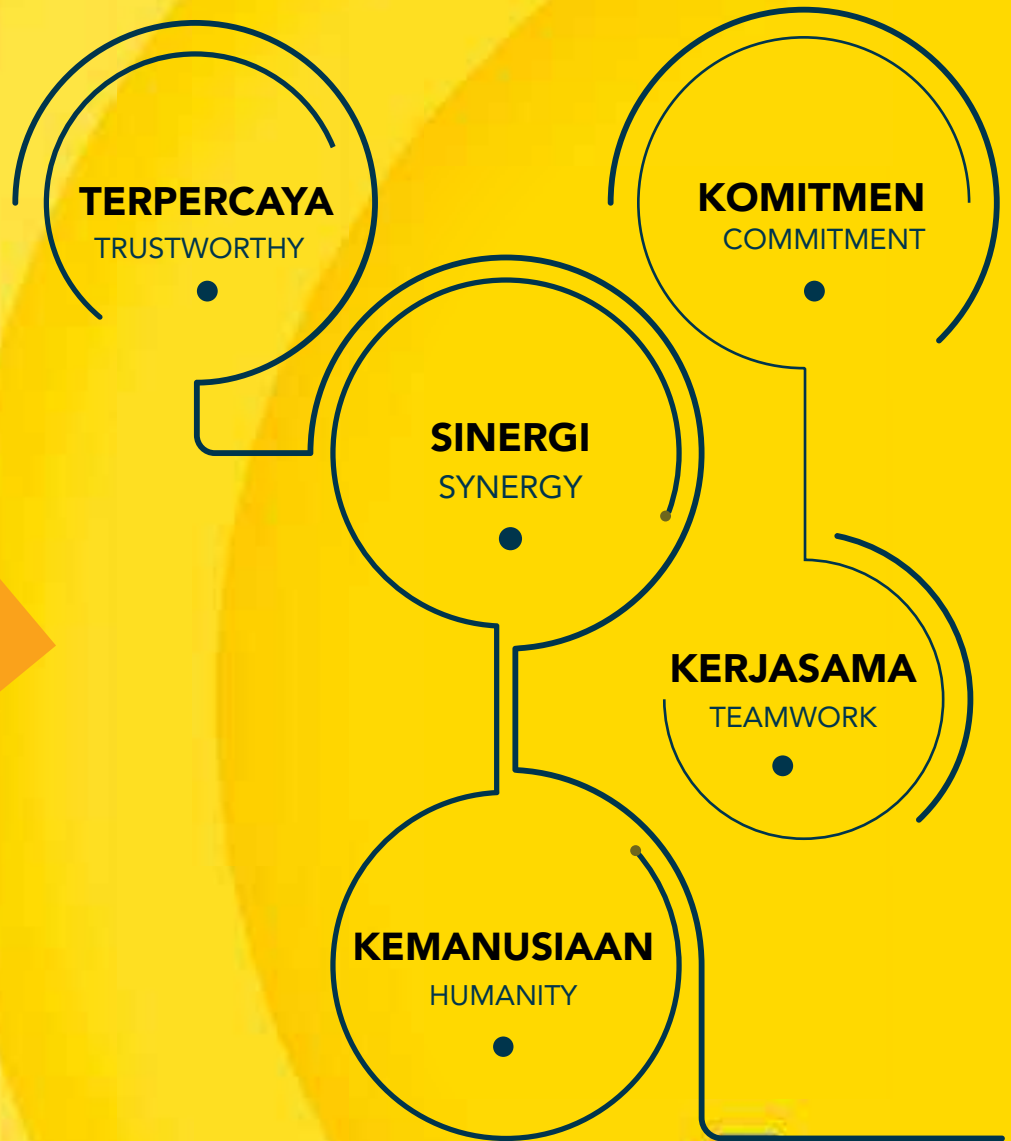 TERPERCAYA
TRUSTWORTHY
KOMITMEN
COMMITMENT
SINERGI
SYNERGY
KERJASAMA
TEAMWORK
KEMANUSIAAN
HUMANITY